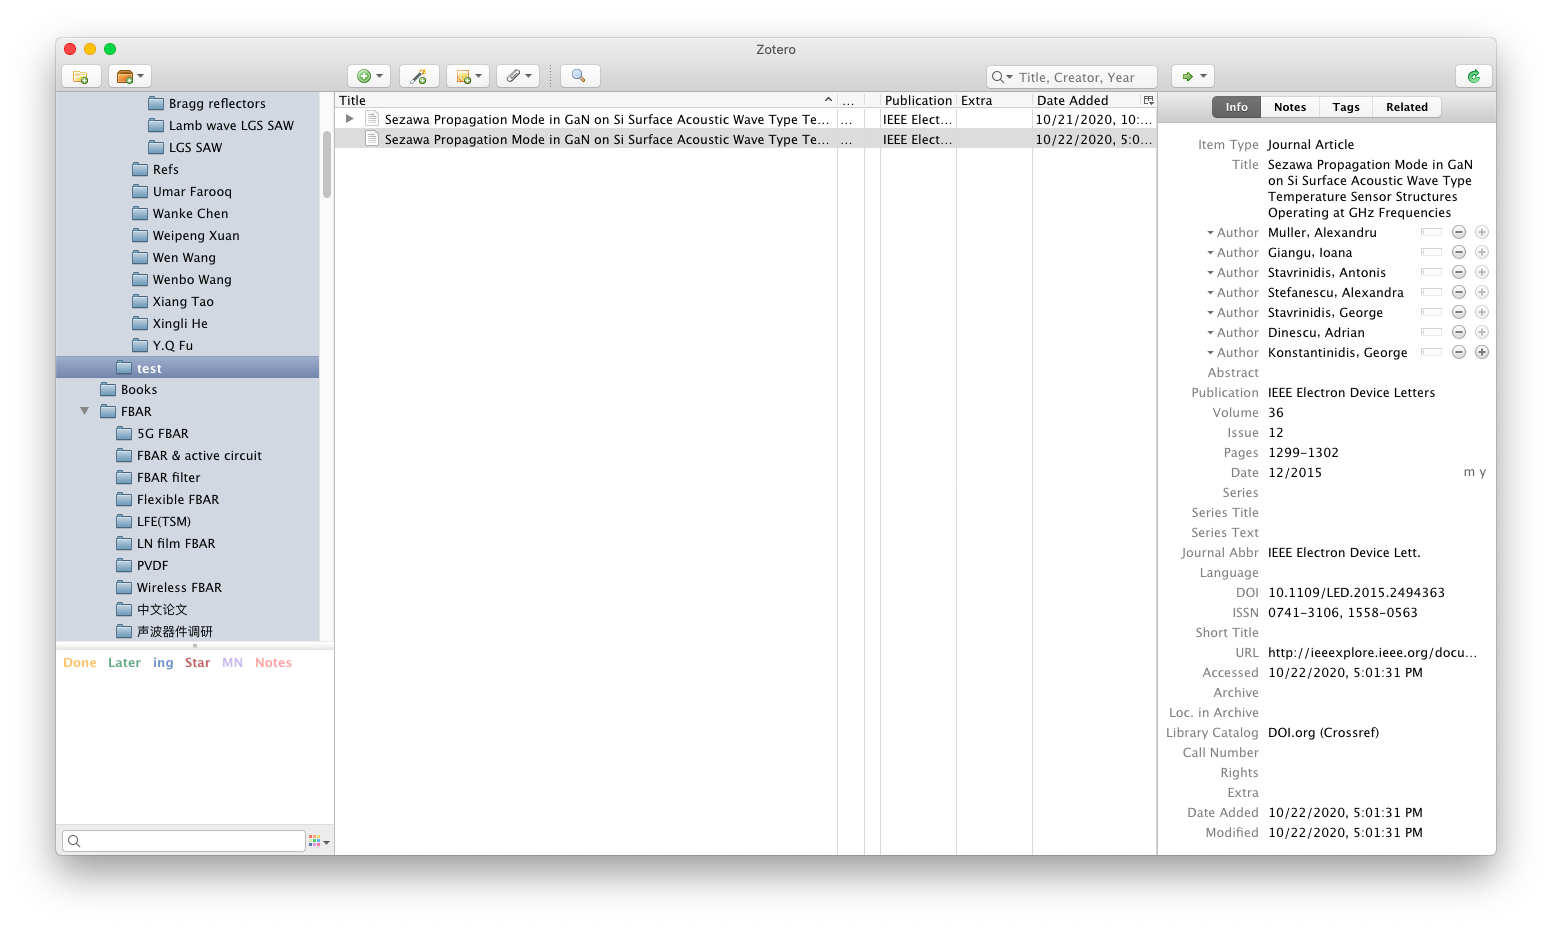 Zotero
Title, Creator, Year
Bragg reflectors
Lamb wave LGS SAW
LGS SAW
Refs
Umar Farooq
Wanke Chen
Weipeng Xuan
Wen Wang
Wenbo Wang
Xiang Tao
Xingli He
Y.Q Fu
test
Books
FBAR
5G FBAR
FBAR & active circuit
FBAR filter
Flexible FBAR
LFE(TSM)
LN film FBAR
PVDF
Wireless FBAR
中文论文
声波器件调研
Done Later ing Star MN Notes
Title ... Publication Extra Date Added
Sezawa Propagation Mode in GaN on Si Surface Acoustic Wave Type Te... ... IEEE Elect... 10/21/2020, 10:...
Sezawa Propagation Mode in GaN on Si Surface Acoustic Wave Type Te... ... IEEE Elect... 10/22/2020, 5:0...
Info Notes Tags Related
Item Type Journal Article
Title Sezawa Propagation Mode in GaN
on Si Surface Acoustic Wave Type
Temperature Sensor Structures
Operating at GHz Frequencies
Author Muller, Alexandru
Author Giangu, Ioana
Author Stavrinidis, Antonis
Author Stefanescu, Alexandra
Author Stavrinidis, George
Author Dinescu, Adrian
Author Konstantinidis, George
Abstract
Publication IEEE Electron Device Letters
Volume 36
Issue 12
Pages 1299-1302
Date 12/2015 m y
Series
Series Title
Series Text
Journal Abbr IEEE Electron Device Lett.
Language
DOI 10.1109/LED.2015.2494363
ISSN 0741-3106, 1558-0563
Short Title
URL http://ieeexplore.ieee.org/docu...
Accessed 10/22/2020, 5:01:31 PM
Archive
Loc. in Archive
Library Catalog DOI.org (Crossref)
Call Number
Rights
Extra
Date Added 10/22/2020, 5:01:31 PM
Modified 10/22/2020, 5:01:31 PM